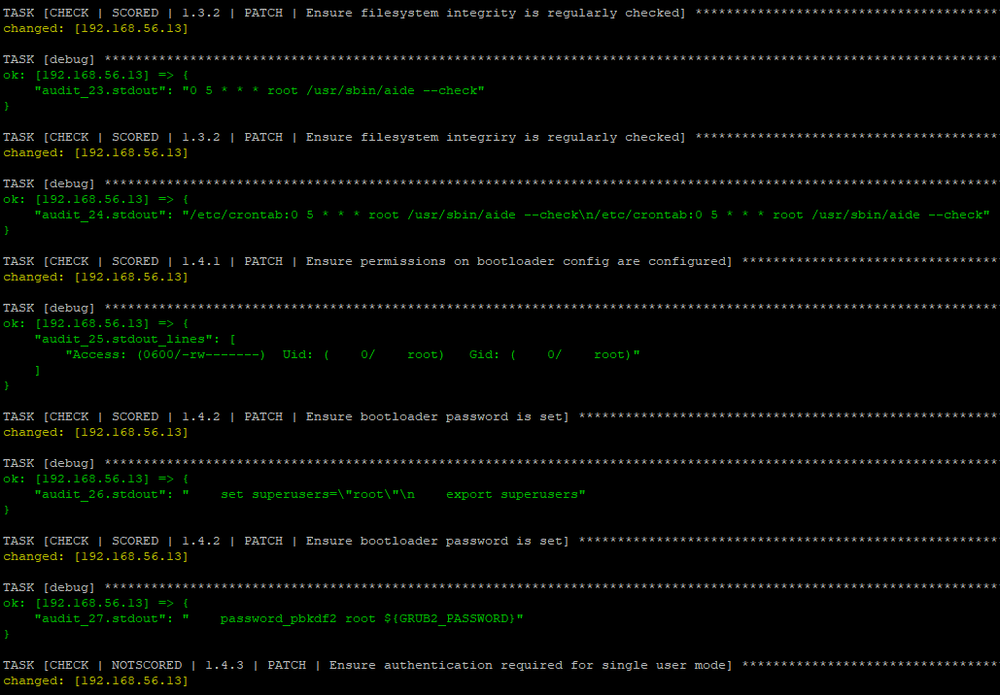 TASK [CHECK | SCORED | 1.3.2 | PATCH | Ensure filesystem integrity is regularly checked] ***************************************
changed: [192.168.56.13]
TASK [debug] *******************************************************************************************************************
ok: [192.168.56.13] => {
    "audit_23.stdout": "0 5 * * * root /usr/sbin/aide --check"
}
TASK [CHECK | SCORED | 1.3.2 | PATCH | Ensure filesystem integriry is regularly checked] ***************************************
changed: [192.168.56.13]
TASK [debug] *******************************************************************************************************************
ok: [192.168.56.13] => {
    "audit_24.stdout": "/etc/crontab:0 5 * * * root /usr/sbin/aide --check\n/etc/crontab:0 5 * * * root /usr/sbin/aide --check"
}
TASK [CHECK | SCORED | 1.4.1 | PATCH | Ensure permissions on bootloader config are configured] *********************************
changed: [192.168.56.13]
TASK [debug] *******************************************************************************************************************
ok: [192.168.56.13] => {
    "audit_25.stdout_lines": [
        "Access: (0600/-rw-------)  Uid: (    0/    root)   Gid: (    0/    root)"
    ]
}
TASK [CHECK | SCORED | 1.4.2 | PATCH | Ensure bootloader password is set] ******************************************************
changed: [192.168.56.13]
TASK [debug] *******************************************************************************************************************
ok: [192.168.56.13] => {
    "audit_26.stdout": "    set superusers=\"root\"\n    export superusers"
}
TASK [CHECK | SCORED | 1.4.2 | PATCH | Ensure bootloader password is set] ******************************************************
changed: [192.168.56.13]
TASK [debug] *******************************************************************************************************************
ok: [192.168.56.13] => {
    "audit_27.stdout": "    password_pbkdf2 root ${GRUB2_PASSWORD}"
}
TASK [CHECK | NOTSCORED | 1.4.3 | PATCH | Ensure authentication required for single user mode] *********************************
changed: [192.168.56.13]